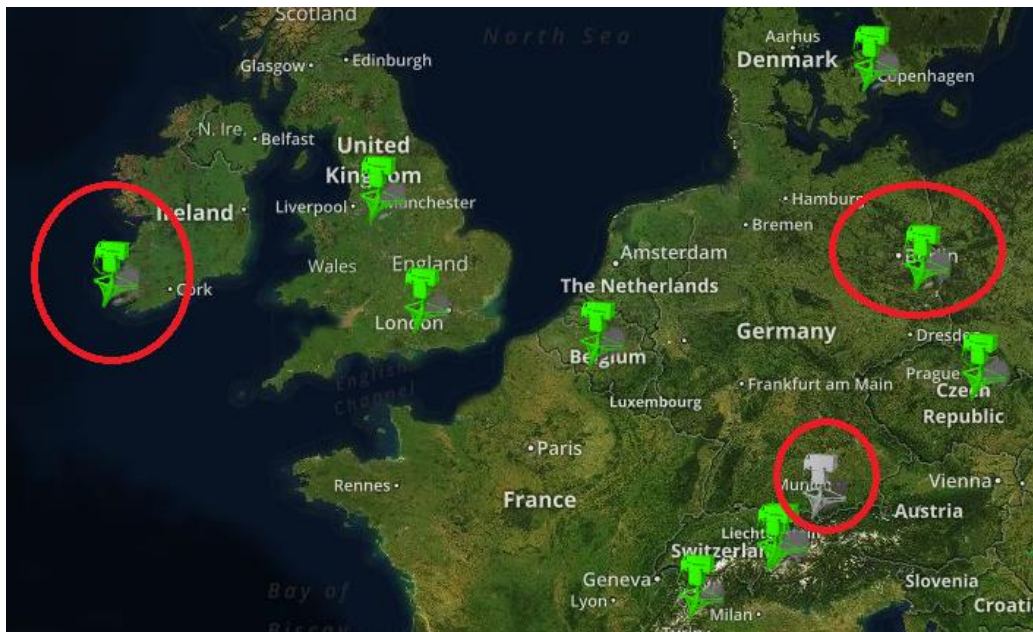 Scotland
North Sea
Aarhus
Denmark
Copenhagen
Glasgow
Edinburgh
N. Ire.
Belfast
United
Kingdom
Hamburg
Ireland
Liverpool
Manchester
Bremen
Amsterdam
Berlin
Wales
England
The Netherlands
Cork
London
Germany
Dresden
Belgium
English
Channel
Prague
Czech
Republic
Frankfurt am Main
Luxembourg
Paris
Rennes
Munich
Vienna
France
Austria
Switzerland
Geneva
Slovenia
Lyon
Milan
Croatia
Bay of
Biscay